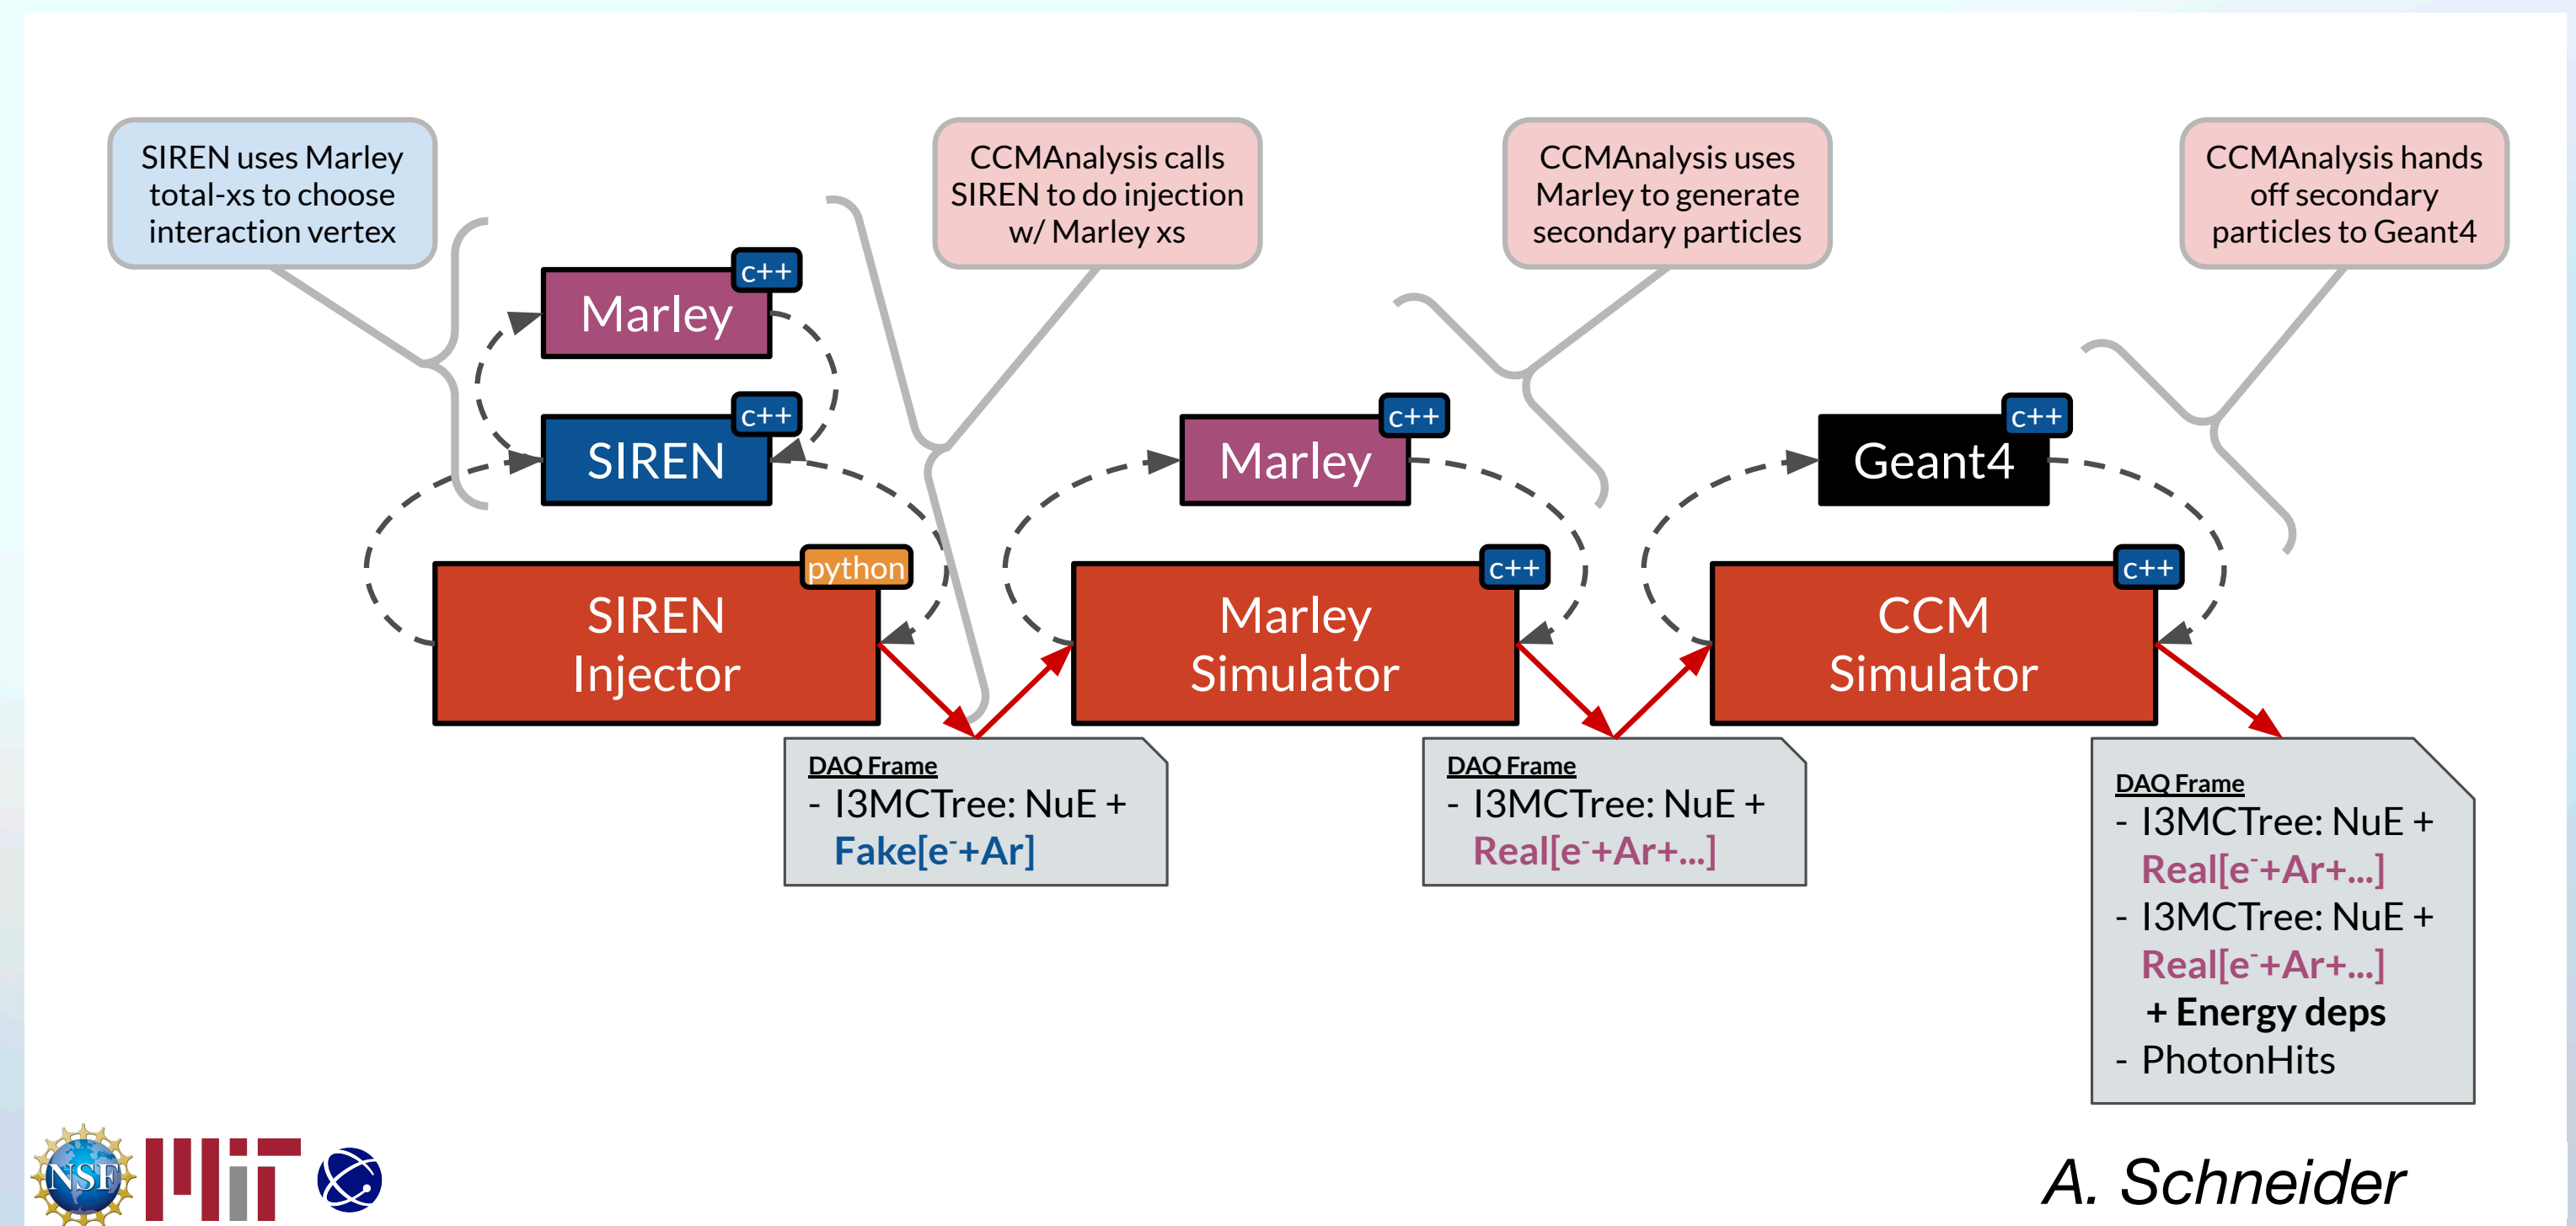 SIREN uses Marley
total-xs to choose
interaction vertex
CCMAnalysis calls
SIREN to do injection
w/ Marley xs
CCMAnalysis uses
Marley to generate
secondary particles
CCMAnalysis hands
off secondary
particles to Geant4
c++
Marley
c++
SIREN
python
SIREN
Injector
c++
Marley
c++
Marley
Simulator
c++
Geant4
c++
CCM
Simulator
DAQ Frame
- I3MCTree: NuE +
Fake[e⁻+Ar]
DAQ Frame
- I3MCTree: NuE +
Real[e⁻+Ar+...]
DAQ Frame
- I3MCTree: NuE +
Real[e⁻+Ar+...]
- I3MCTree: NuE +
Real[e⁻+Ar+...]
+ Energy deps
- PhotonHits
NSF
MIT
A. Schneider